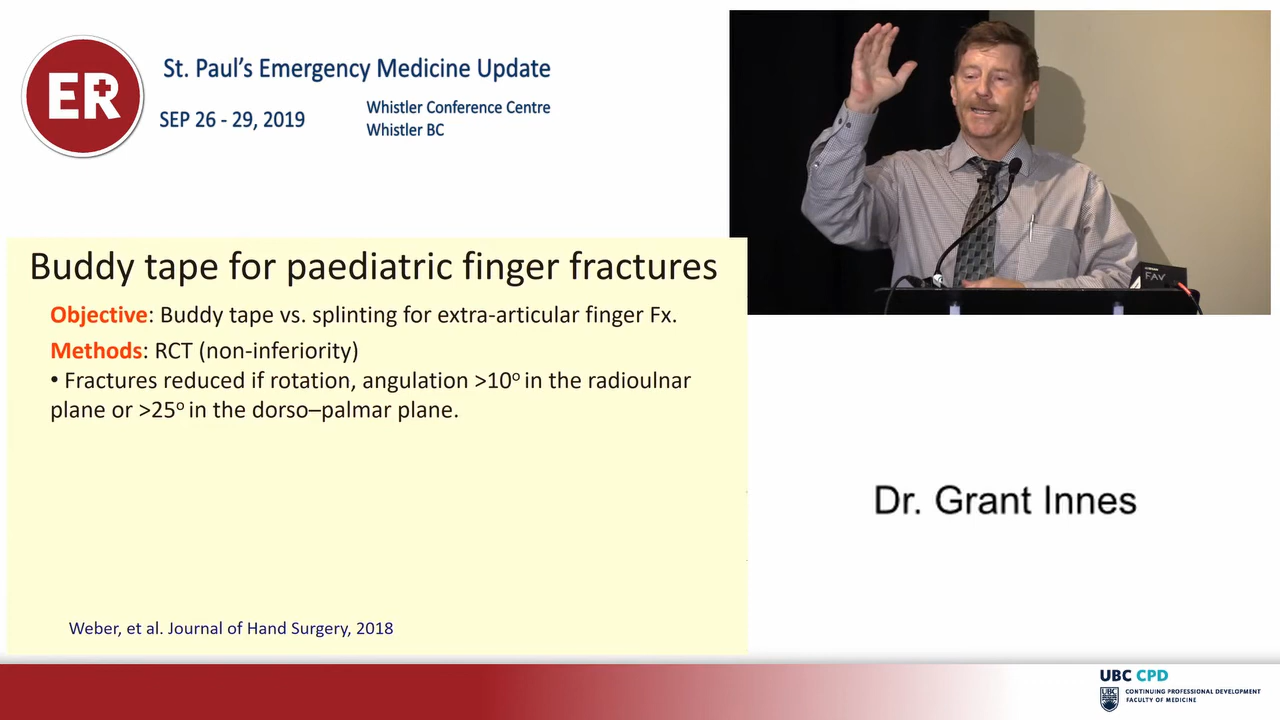 ER
St. Paul's Emergency Medicine Update
SEP 26 - 29, 2019
Whistler Conference Centre
Whistler BC
Buddy tape for paediatric finger fractures
Objective: Buddy tape vs. splinting for extra-articular finger Fx.
Methods: RCT (non-inferiority)
• Fractures reduced if rotation, angulation >10° in the radioulnar
plane or >25° in the dorso–palmar plane.
Weber, et al. Journal of Hand Surgery, 2018
FAV
Dr. Grant Innes
UBC CPD
UBC
CONTINUING PROFESSIONAL DEVELOPMENT
FACULTY OF MEDICINE